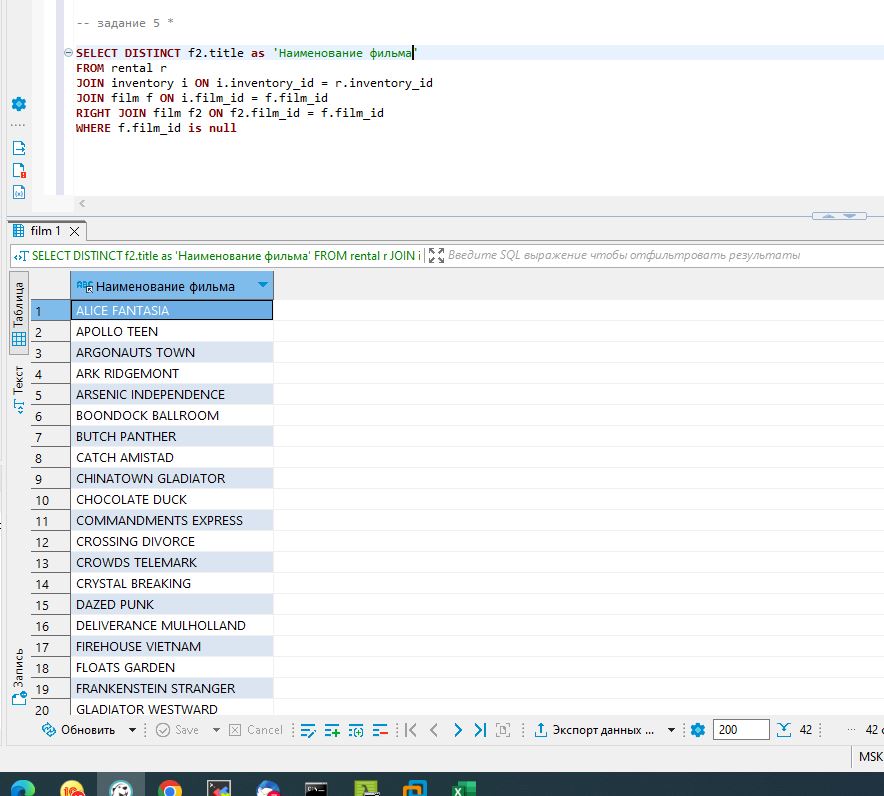 -- задание 5 *
SELECT DISTINCT f2.title as 'Наименование фильма'
FROM rental r
JOIN inventory i ON i.inventory_id = r.inventory_id
JOIN film f ON i.film_id = f.film_id
RIGHT JOIN film f2 ON f2.film_id = f.film_id
WHERE f.film_id is null
film 1
SELECT DISTINCT f2.title as 'Наименование фильма' FROM rental r JOIN i
Введите SQL выражение чтобы отфильтровать результаты
Таблица
Текст
Запись
Наименование фильма
1 ALICE FANTASIA
2 APOLLO TEEN
3 ARGONAUTS TOWN
4 ARK RIDGEMONT
5 ARSENIC INDEPENDENCE
6 BOONDOCK BALLROOM
7 BUTCH PANTHER
8 CATCH AMISTAD
9 CHINATOWN GLADIATOR
10 CHOCOLATE DUCK
11 COMMANDMENTS EXPRESS
12 CROSSING DIVORCE
13 CROWDS TELEMARK
14 CRYSTAL BREAKING
15 DAZED PUNK
16 DELIVERANCE MULHOLLAND
17 FIREHOUSE VIETNAM
18 FLOATS GARDEN
19 FRANKENSTEIN STRANGER
20 GLADIATOR WESTWARD
Обновить Save Cancel Экспорт данных ... 200 42 ... 42 с
MSK